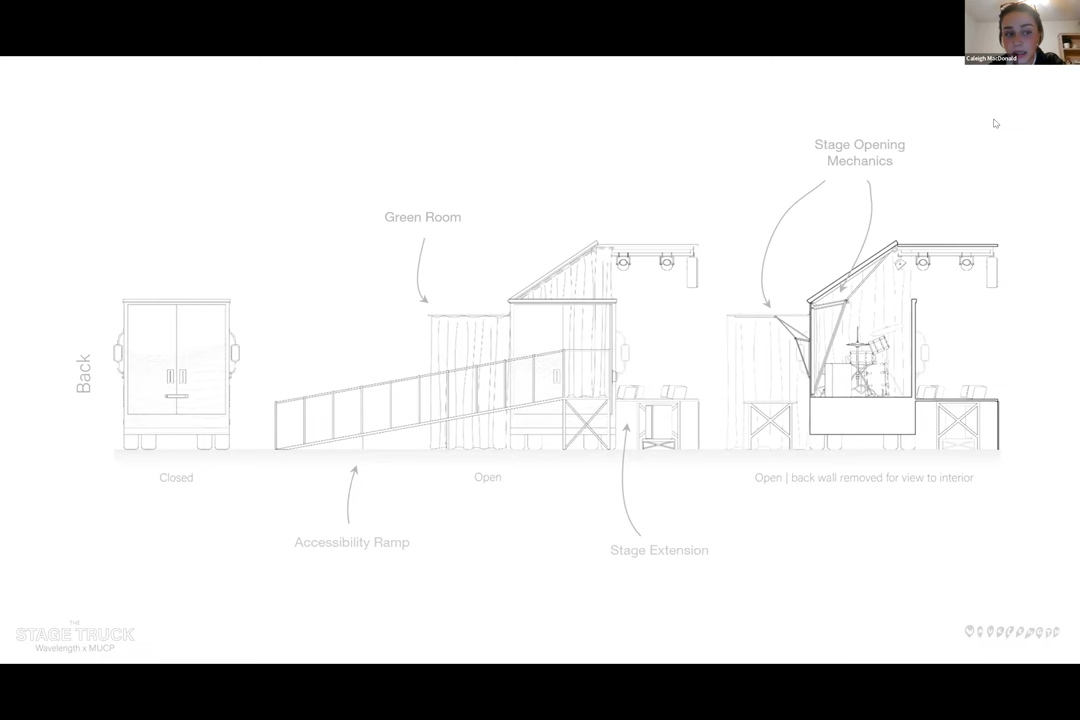 Caleigh MacDonald
Stage Opening
Mechanics
Green Room
Back
Closed
Open
Open | back wall removed for view to interior
Accessibility Ramp
Stage Extension
THE
STAGE TRUCK
Wavelength x MUCP